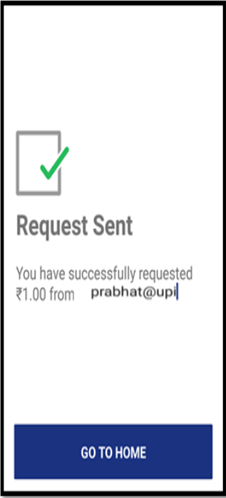 Request Sent
You have successfully requested
₹1.00 from prabhat@upi
GO TO HOME